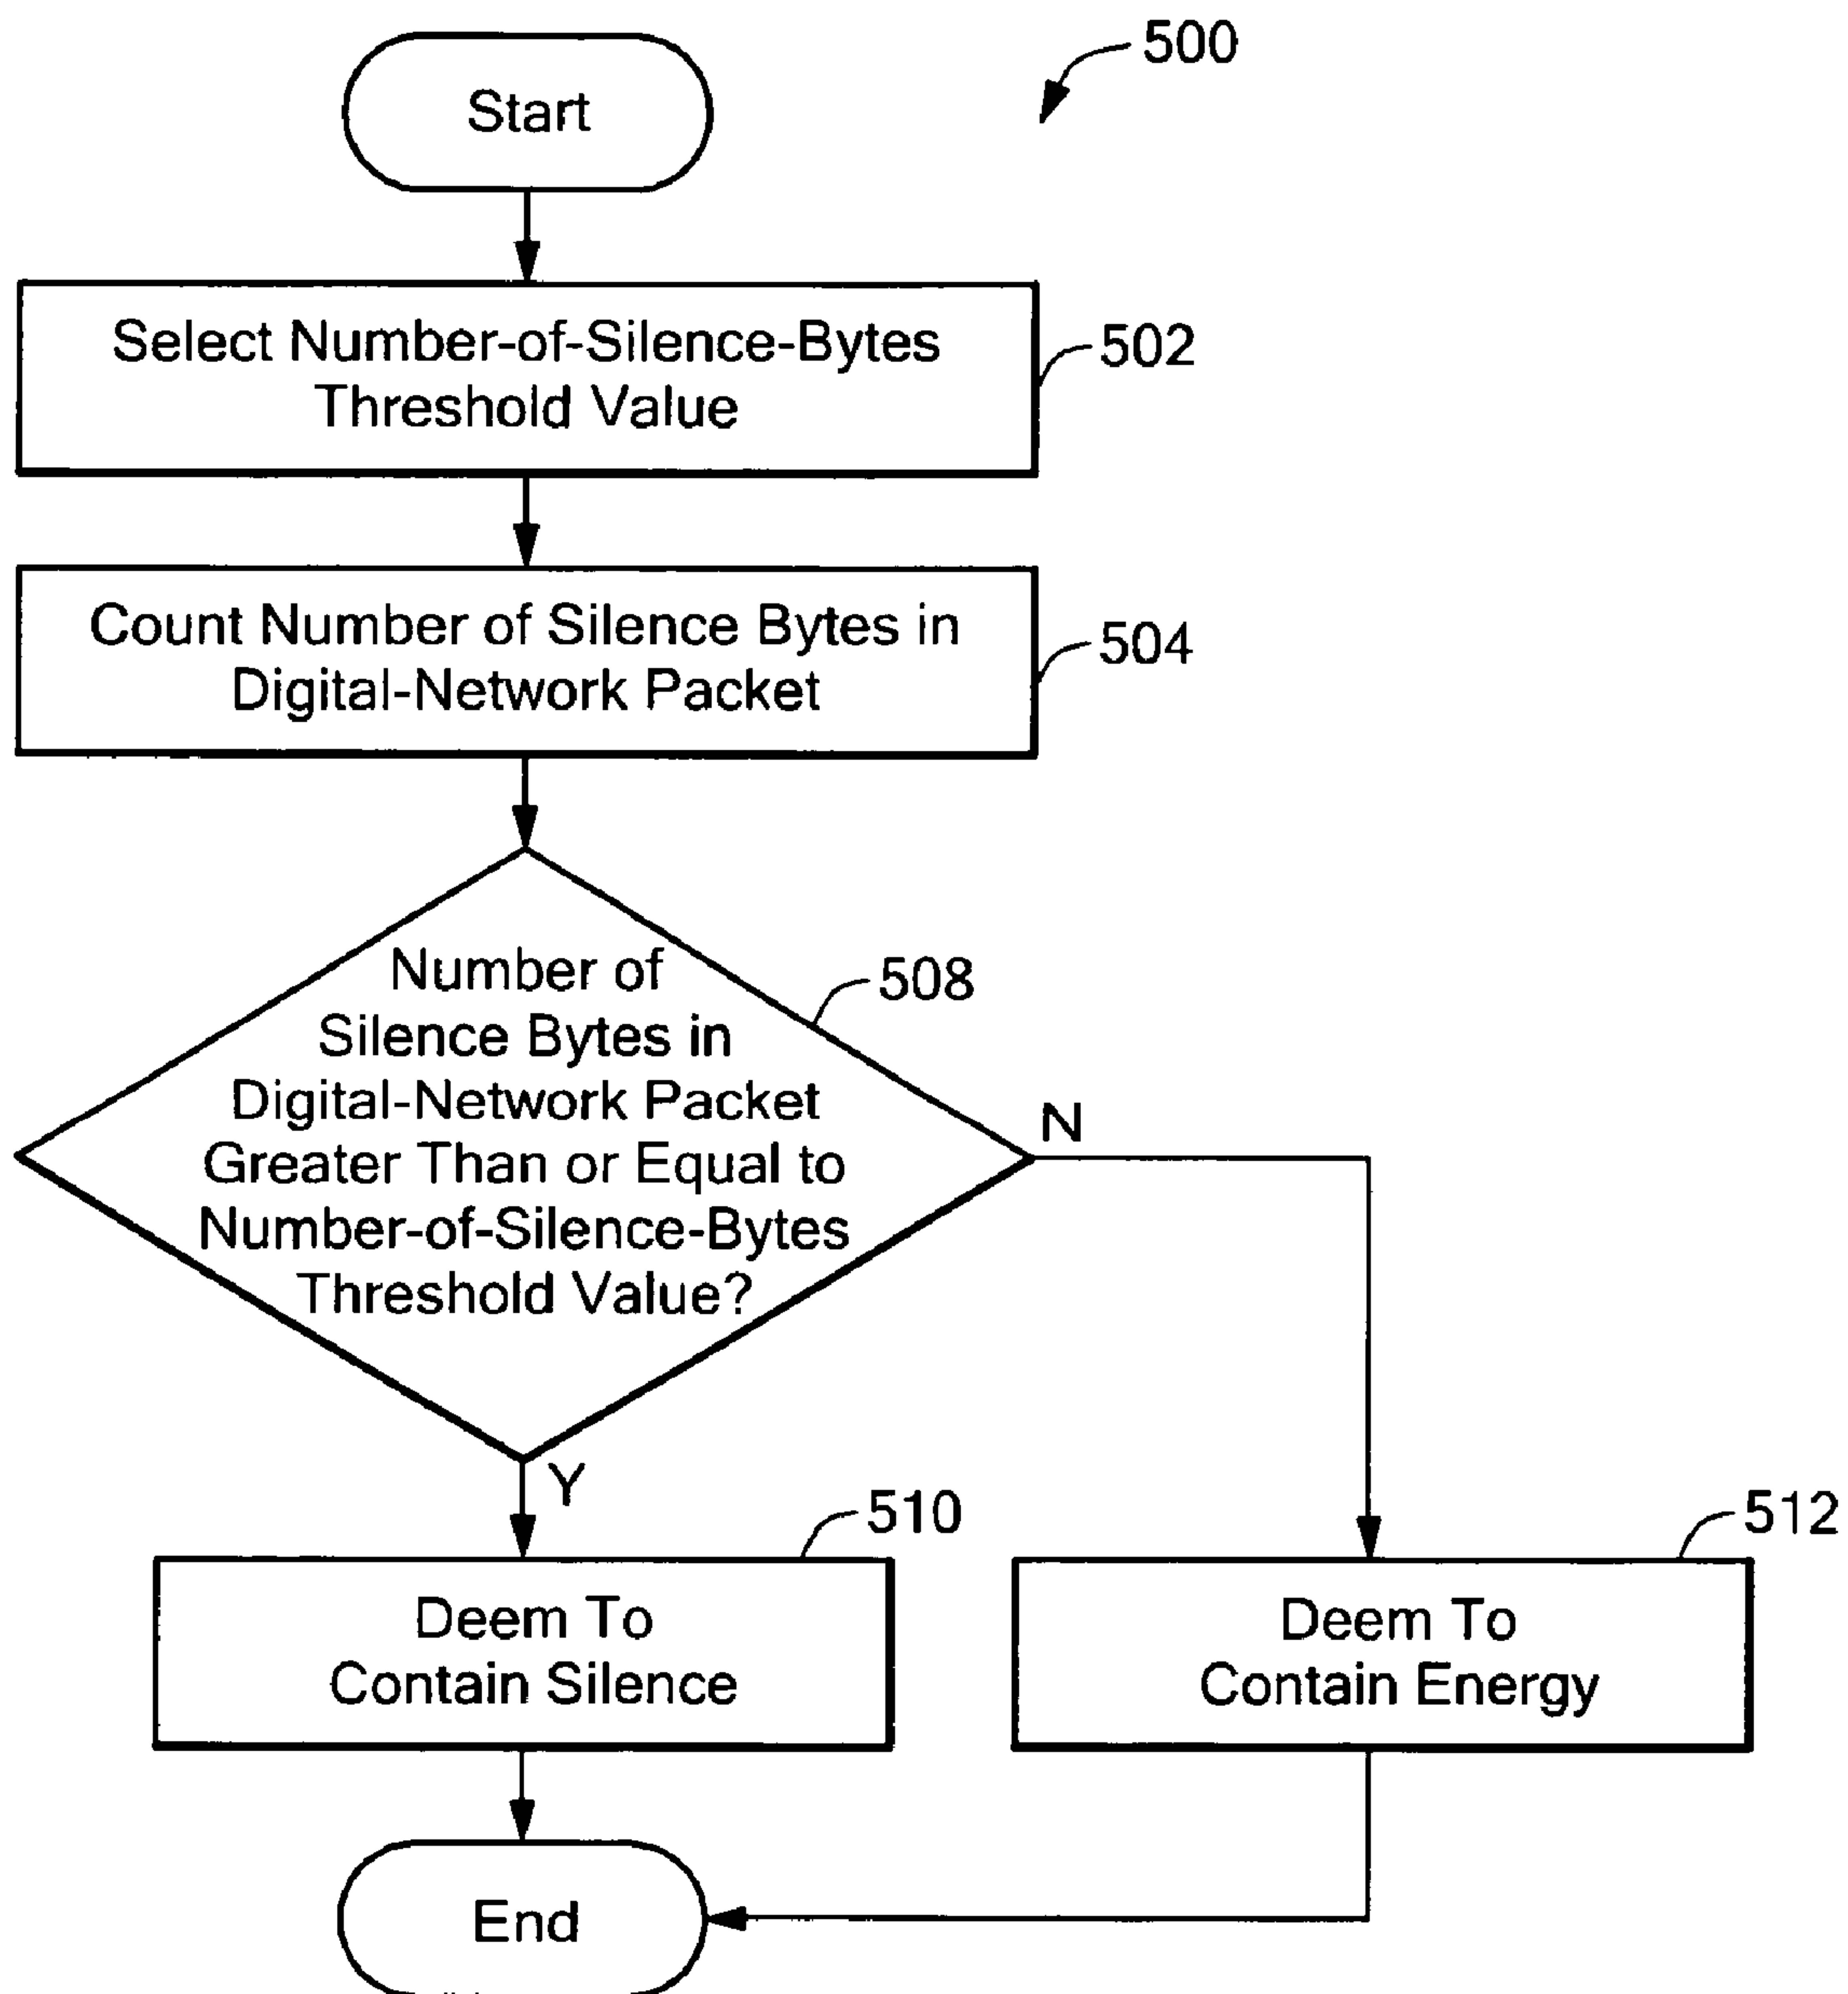 500
Start
Select Number-of-Silence-Bytes
Threshold Value
502
Count Number of Silence Bytes in
Digital-Network Packet
504
Number of
Silence Bytes in
Digital-Network Packet
Greater Than or Equal to
Number-of-Silence-Bytes
Threshold Value?
508
N
Y
510
Deem To
Contain Silence
512
Deem To
Contain Energy
End